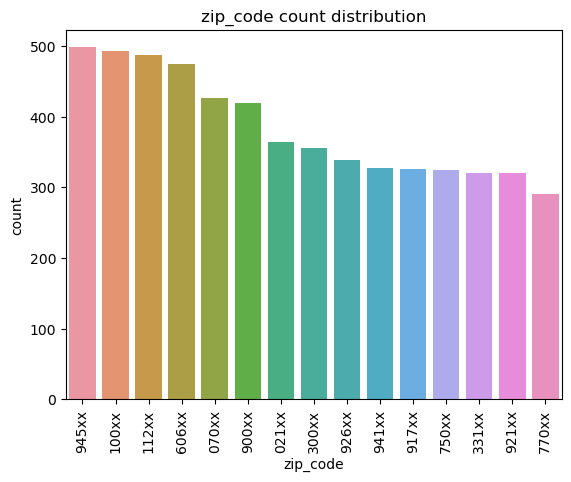 zip_code count distribution
500
400
300
200
100
0
count
945xx
100xx
112xx
606xx
070xx
900xx
021xx
300xx
926xx
941xx
917xx
750xx
331xx
921xx
770xx
zip_code